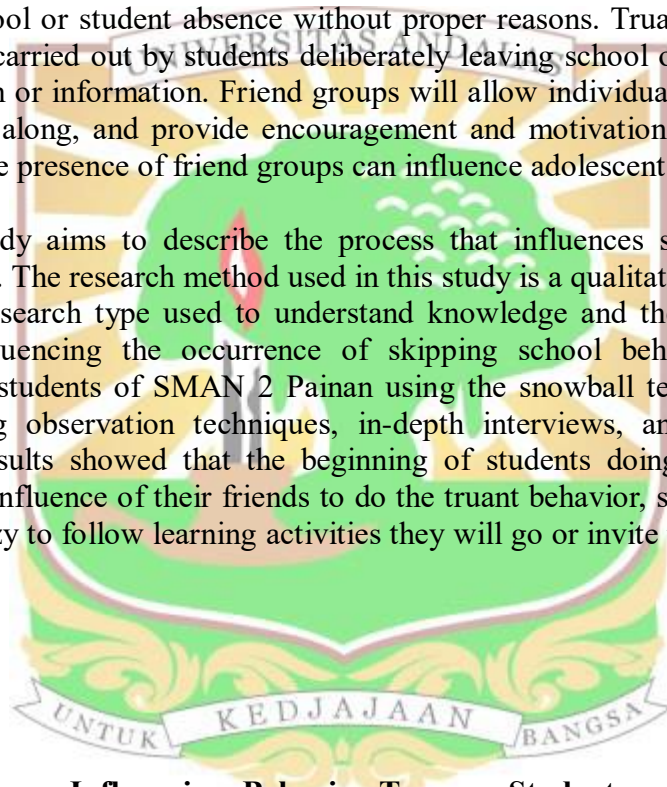 ool or student absence without proper reasons. Trua
UNIVERSITAS ANDALAS
carried out by students deliberately leaving school o
n or information. Friend groups will allow individua
along, and provide encouragement and motivation
e presence of friend groups can influence adolescent
dy aims to describe the process that influences s
. The research method used in this study is a qualitat
search type used to understand knowledge and the
uencing the occurrence of skipping school beh
students of SMAN 2 Painan using the snowball te
g observation techniques, in-depth interviews, an
sults showed that the beginning of students doing
nfluence of their friends to do the truant behavior, s
zy to follow learning activities they will go or invite
UNTUK KEDJAJAAN BANGSA